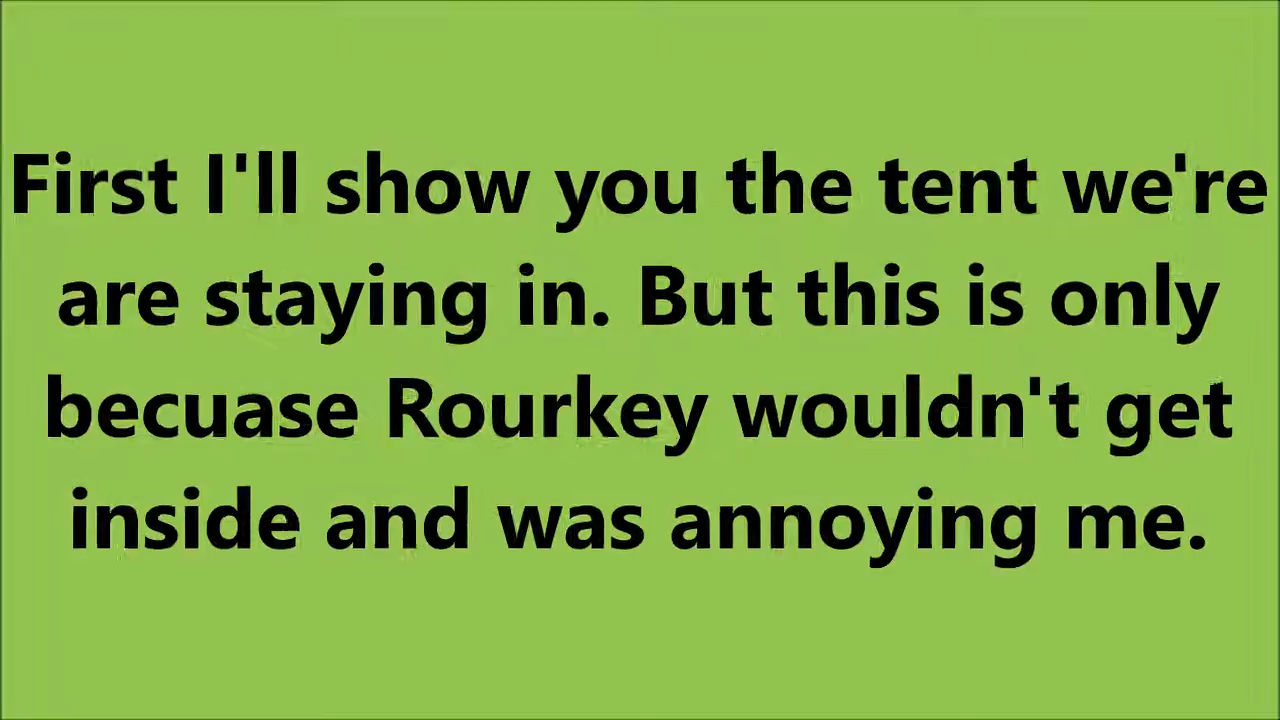 First I'll show you the tent we're
are staying in. But this is only
becuase Rourkey wouldn't get
inside and was annoying me.